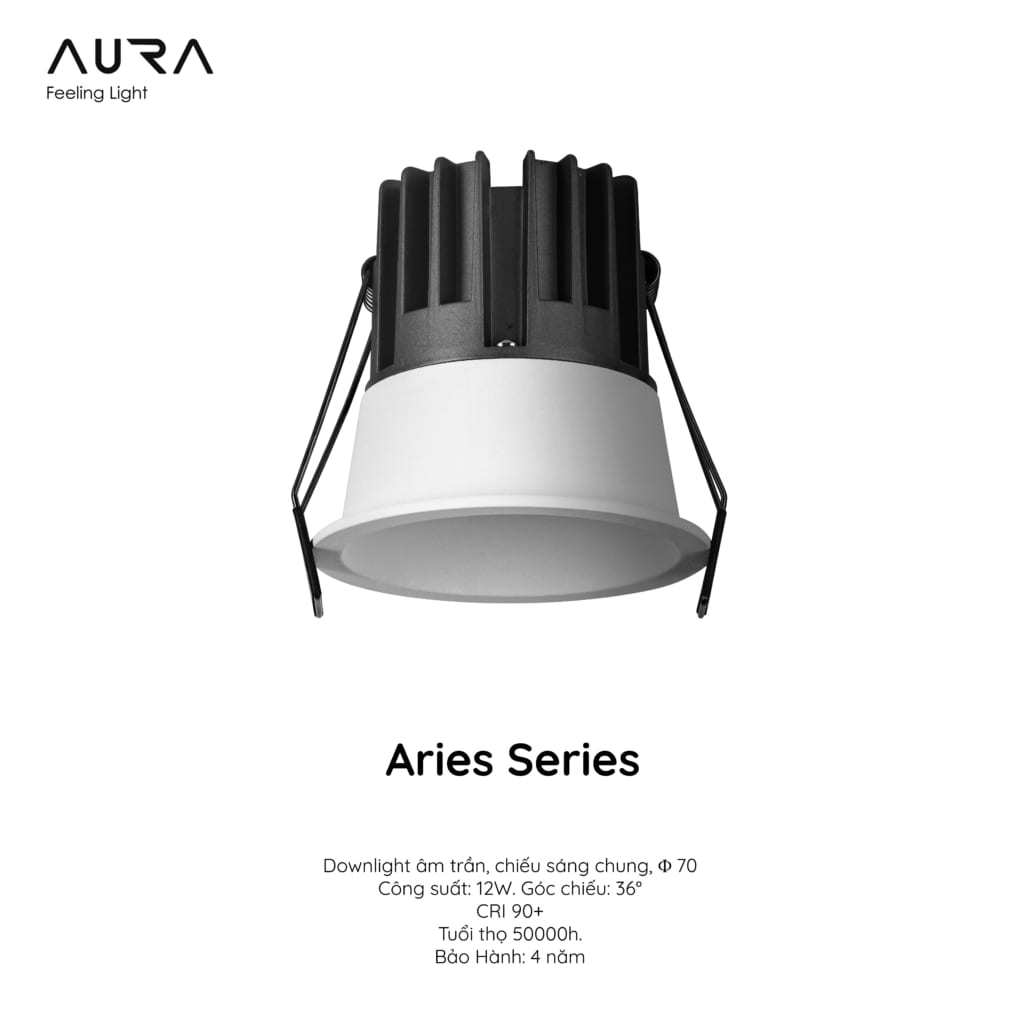 AURA
Feeling Light
Aries Series
Downlight âm trần, chiếu sáng chung, Φ 70
Công suất: 12W. Góc chiếu: 36°
CRI 90+
Tuổi thọ 50000h.
Bảo Hành: 4 năm